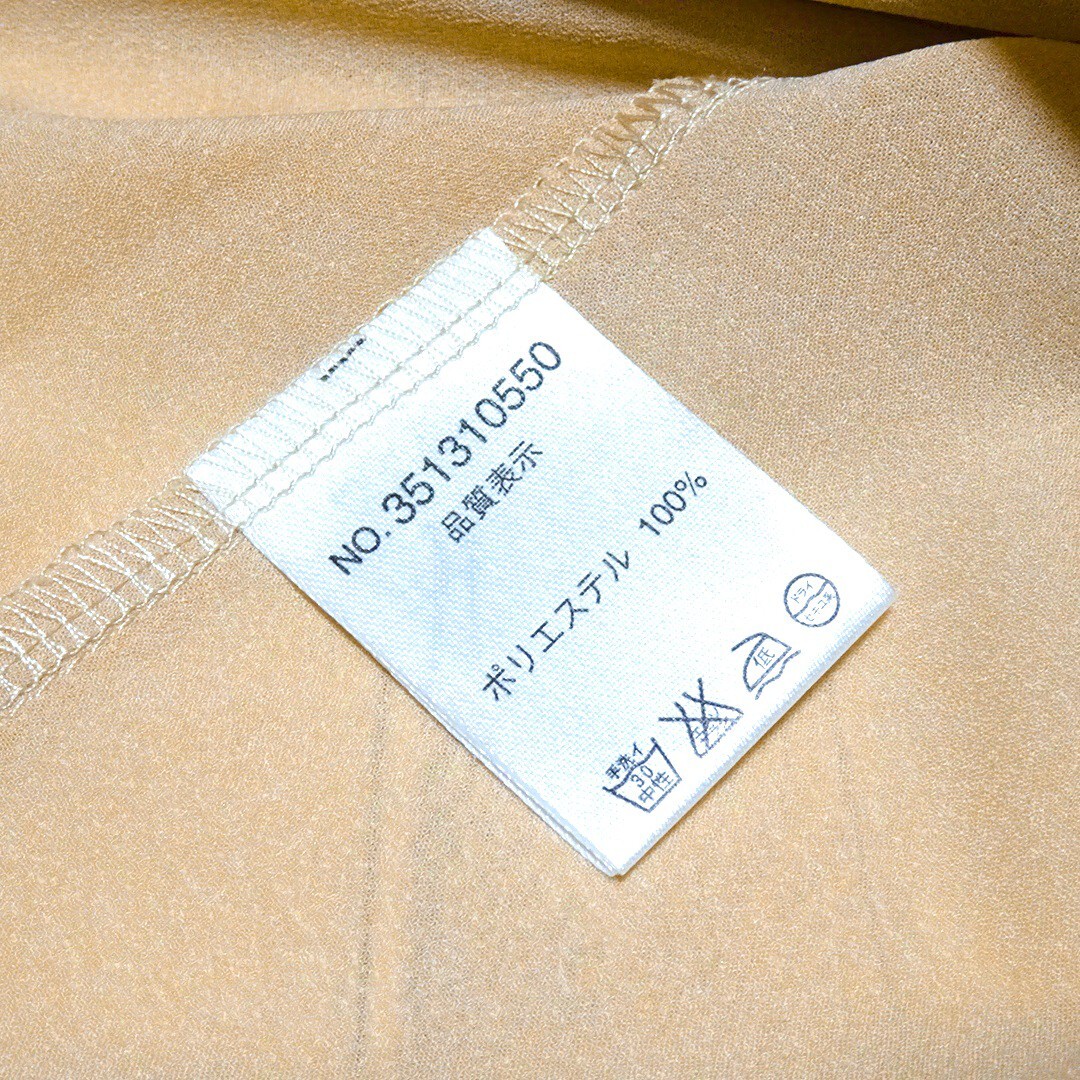 NO.351310550
品質表示
ポリエステル 100%
手洗イ
30
中性
低
ドライ
セキユ系